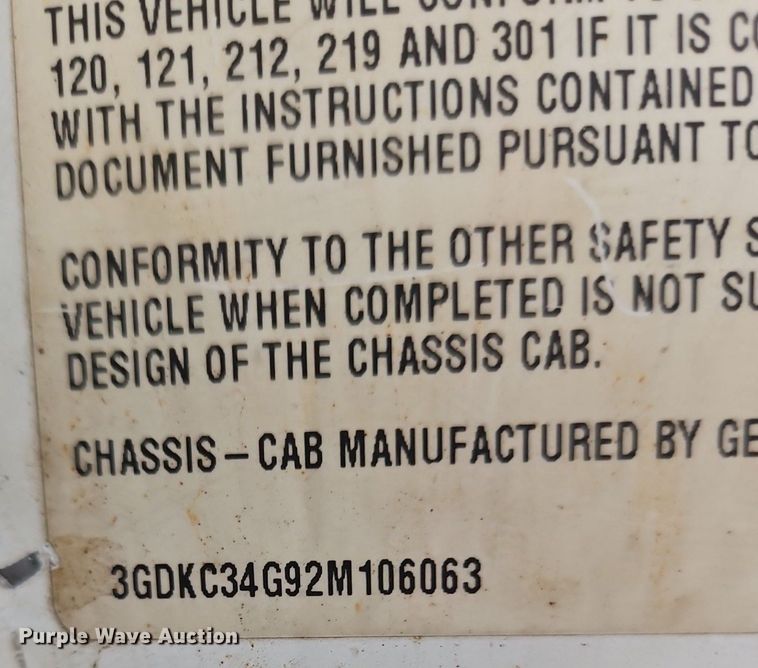 THIS VEHICLE WILL
120, 121, 212, 219 AND 301 IF IT IS
WITH THE INSTRUCTIONS CONTAINED
DOCUMENT FURNISHED PURSUANT TO
CONFORMITY TO THE OTHER SAFETY
VEHICLE WHEN COMPLETED IS NOT
DESIGN OF THE CHASSIS CAB.
CHASSIS-CAB MANUFACTURED BY
3GDKC34G92M106063
Purple Wave Auction